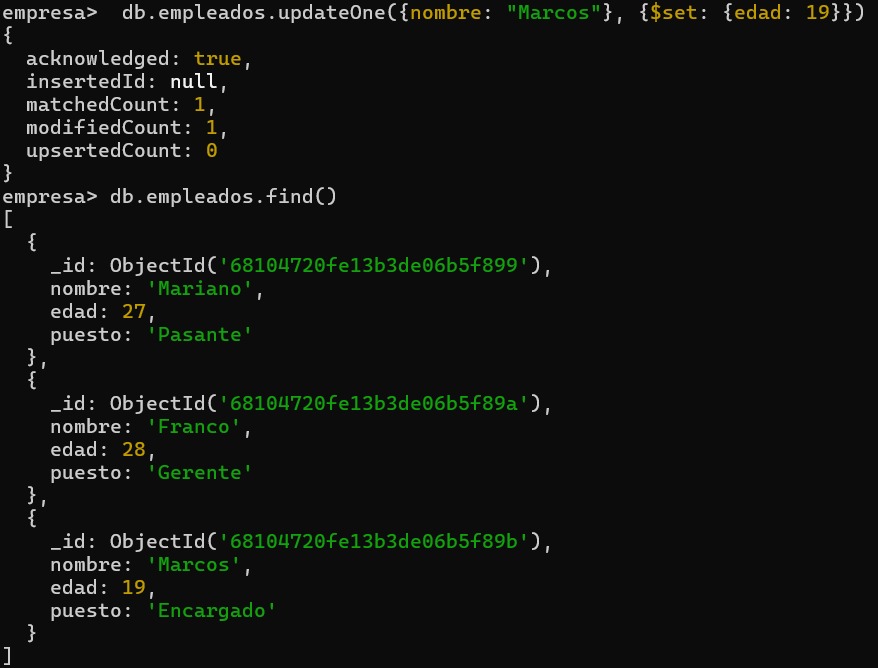 empresa>  db.empleados.updateOne({nombre: "Marcos"}, {$set: {edad: 19}})
{
  acknowledged: true,
  insertedId: null,
  matchedCount: 1,
  modifiedCount: 1,
  upsertedCount: 0
}
empresa> db.empleados.find()
[
  {
    _id: ObjectId('68104720fe13b3de06b5f899'),
    nombre: 'Mariano',
    edad: 27,
    puesto: 'Pasante'
  },
  {
    _id: ObjectId('68104720fe13b3de06b5f89a'),
    nombre: 'Franco',
    edad: 28,
    puesto: 'Gerente'
  },
  {
    _id: ObjectId('68104720fe13b3de06b5f89b'),
    nombre: 'Marcos',
    edad: 19,
    puesto: 'Encargado'
  }
]